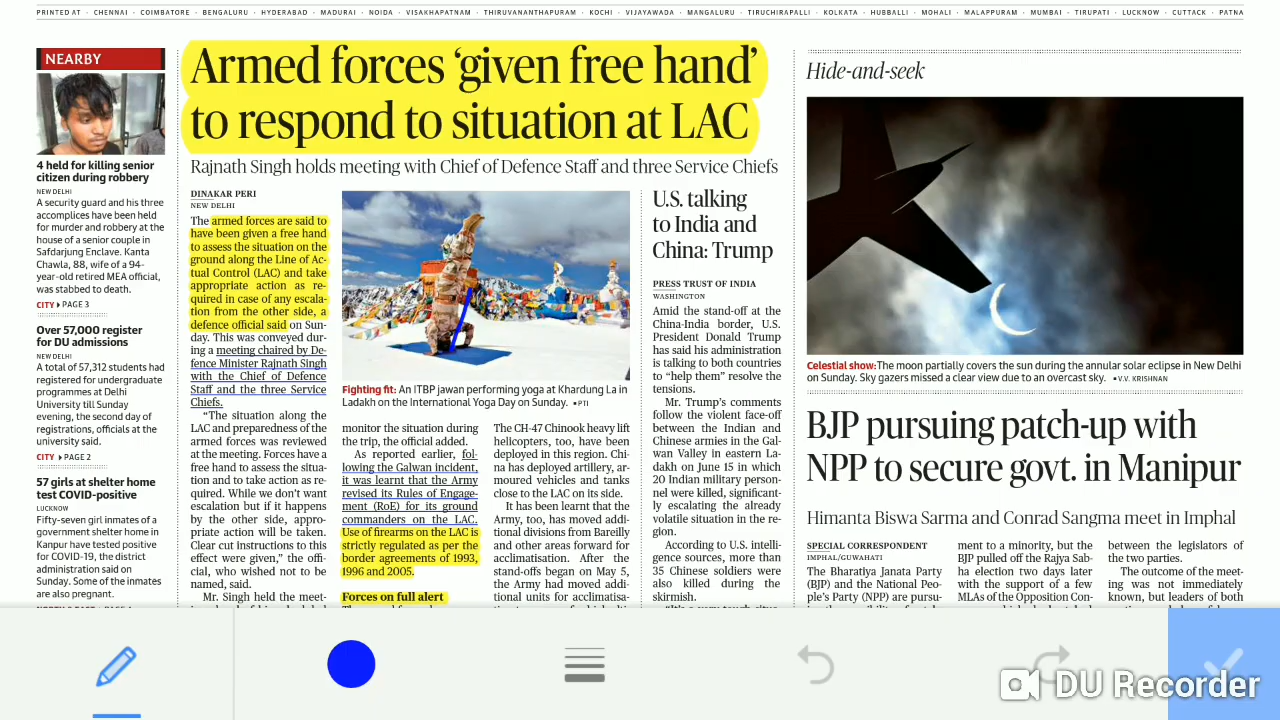 PRINTED AT · CHENNAI · COIMBATORE · BENGALURU · HYDERABAD · MADURAI · NOIDA · VISAKHAPATNAM · THIRUVANANTHAPURAM · KOCHI · VIJAYAWADA · MANGALURU · TIRUCHIRAPALLI · KOLKATA · HUBBALLI · MOHALI · MALAPPURAM · MUMBAI · TIRUPATI · LUCKNOW · CUTTACK · PATNA
NEARBY
4 held for killing senior
citizen during robbery
NEW DELHI
A security guard and his three
accomplices have been held
for murder and robbery at the
house of a senior couple in
Safdarjung Enclave. Kanta
Chawla, 88, wife of a 94-
year-old retired MEA official,
was stabbed to death.
CITY PAGE 3
Over 57,000 register
for DU admissions
NEW DELHI
A total of 57,312 students had
registered for undergraduate
programmes at Delhi
University till Sunday
evening, the second day of
registrations, officials at the
university said.
CITY PAGE 2
57 girls at shelter home
test COVID-positive
LUCKNOW
Fifty-seven girl inmates of a
government shelter home in
Kanpur have tested positive
for COVID-19, the district
administration said on
Sunday. Some of the inmates
are also pregnant.
Armed forces ‘given free hand’
to respond to situation at LAC
Rajnath Singh holds meeting with Chief of Defence Staff and three Service Chiefs
DINAKAR PERI
NEW DELHI
The armed forces are said to
have been given a free hand
to assess the situation on the
ground along the Line of Ac-
tual Control (LAC) and take
appropriate action as re-
quired in case of any escala-
tion from the other side, a
defence official said on Sun-
day. This was conveyed dur-
ing a meeting chaired by De-
fence Minister Rajnath Singh
with the Chief of Defence
Staff and the three Service
Chiefs.
“The situation along the
LAC and preparedness of the
armed forces was reviewed
at the meeting. Forces have a
free hand to assess the situa-
tion and to take action as re-
quired. While we don’t want
escalation but if it happens
by the other side, appro-
priate action will be taken.
Clear cut instructions to this
effect were given,” the offi-
cial, who wished not to be
named, said.
Mr. Singh held the meet-
Fighting fit: An ITBP jawan performing yoga at Khardung La in
Ladakh on the International Yoga Day on Sunday. • PTI
monitor the situation during
the trip, the official added.
As reported earlier, fol-
lowing the Galwan incident,
it was learnt that the Army
revised its Rules of Engage-
ment (RoE) for its ground
commanders on the LAC.
Use of firearms on the LAC is
strictly regulated as per the
border agreements of 1993,
1996 and 2005.
Forces on full alert
The CH-47 Chinook heavy lift
helicopters, too, have been
deployed in this region. Chi-
na has deployed artillery, ar-
moured vehicles and tanks
close to the LAC on its side.
It has been learnt that the
Army, too, has moved addi-
tional divisions from Bareilly
and other areas forward for
acclimatisation. After the
stand-offs began on May 5,
the Army had moved addi-
tional units for acclimatisa-
U.S. talking
to India and
China: Trump
PRESS TRUST OF INDIA
WASHINGTON
Amid the stand-off at the
China-India border, U.S.
President Donald Trump
has said his administration
is talking to both countries
to “help them” resolve the
tensions.
Mr. Trump’s comments
follow the violent face-off
between the Indian and
Chinese armies in the Gal-
wan Valley in eastern La-
dakh on June 15 in which
20 Indian military person-
nel were killed, significant-
ly escalating the already
volatile situation in the re-
gion.
According to U.S. intelli-
gence sources, more than
35 Chinese soldiers were
also killed during the
skirmish.
Hide-and-seek
Celestial show: The moon partially covers the sun during the annular solar eclipse in New Delhi
on Sunday. Sky gazers missed a clear view due to an overcast sky. • V.V. KRISHNAN
BJP pursuing patch-up with
NPP to secure govt. in Manipur
Himanta Biswa Sarma and Conrad Sangma meet in Imphal
SPECIAL CORRESPONDENT
IMPHAL/GUWAHATI
The Bharatiya Janata Party
(BJP) and the National Peo-
ple’s Party (NPP) are pursu-
ment to a minority, but the
BJP pulled off the Rajya Sab-
ha election two days later
with the support of a few
MLAs of the Opposition Con-
between the legislators of
the two parties.
The outcome of the meet-
ing was not immediately
known, but leaders of both
DU Recorder